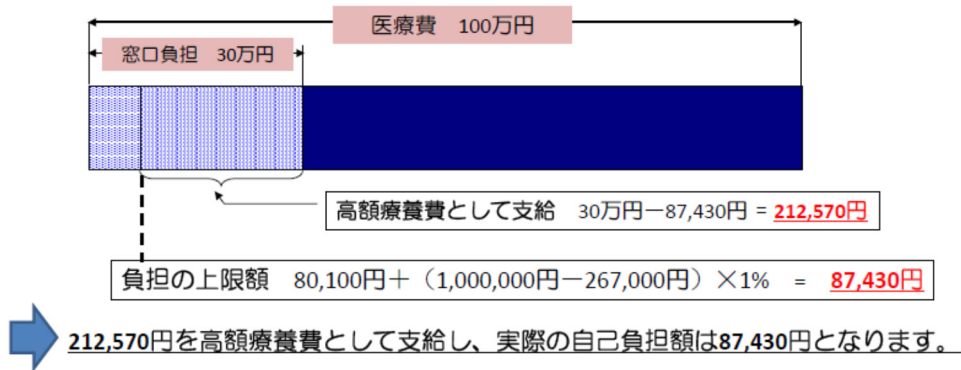 医療費 100万円
窓口負担 30万円
高額療養費として支給 30万円－87,430円 = 212,570円
負担の上限額 80,100円＋（1,000,000円－267,000円）×1% = 87,430円
212,570円を高額療養費として支給し、実際の自己負担額は87,430円となります。